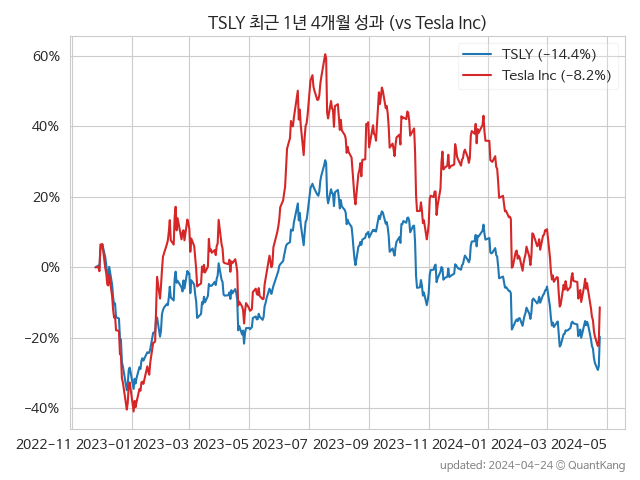 TSLY 최근 1년 4개월 성과 (vs Tesla Inc)
TSLY (−14.4%)
Tesla Inc (−8.2%)
60%
40%
20%
0%
−20%
−40%
2022−11 2023−01 2023−03 2023−05 2023−07 2023−09 2023−11 2024−01 2024−03 2024−05
updated: 2024−04−24 © QuantKang